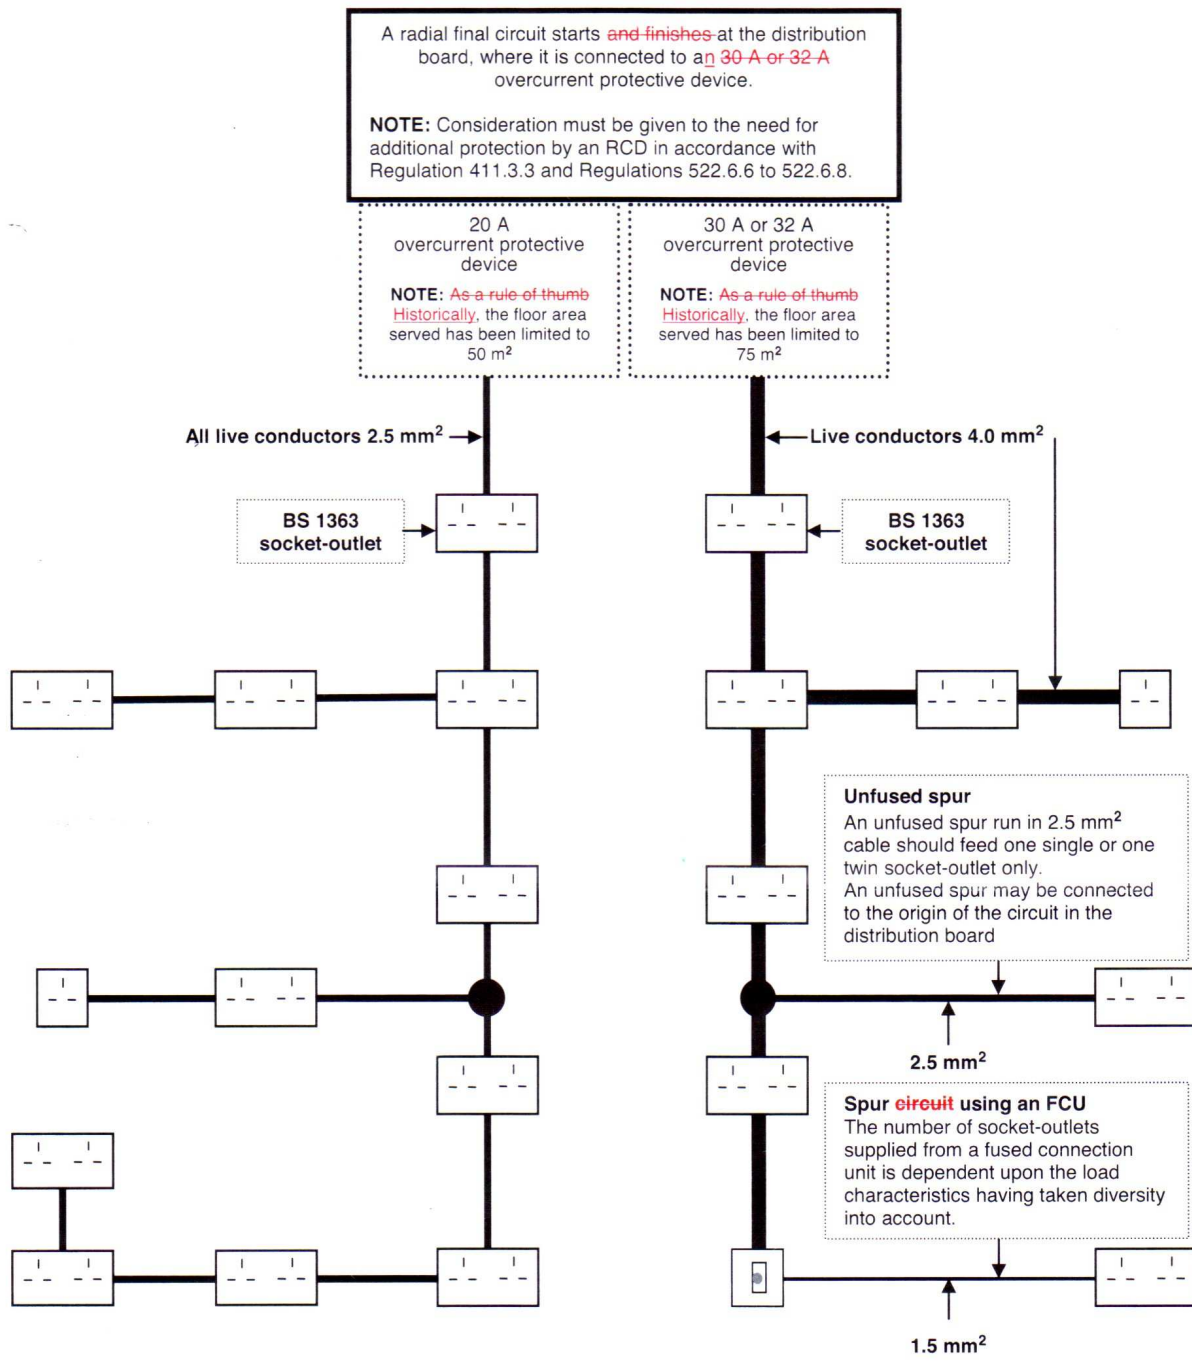 A radial final circuit starts and finishes at the distribution
board, where it is connected to an 30 A or 32 A
overcurrent protective device.
NOTE: Consideration must be given to the need for
additional protection by an RCD in accordance with
Regulation 411.3.3 and Regulations 522.6.6 to 522.6.8.
20 A
overcurrent protective
device
NOTE: As a rule of thumb
Historically, the floor area
served has been limited to
50 m²
30 A or 32 A
overcurrent protective
device
NOTE: As a rule of thumb
Historically, the floor area
served has been limited to
75 m²
All live conductors 2.5 mm²
Live conductors 4.0 mm²
BS 1363
socket-outlet
BS 1363
socket-outlet
Unfused spur
An unfused spur run in 2.5 mm²
cable should feed one single or one
twin socket-outlet only.
An unfused spur may be connected
to the origin of the circuit in the
distribution board
2.5 mm²
Spur circuit using an FCU
The number of socket-outlets
supplied from a fused connection
unit is dependent upon the load
characteristics having taken diversity
into account.
1.5 mm²